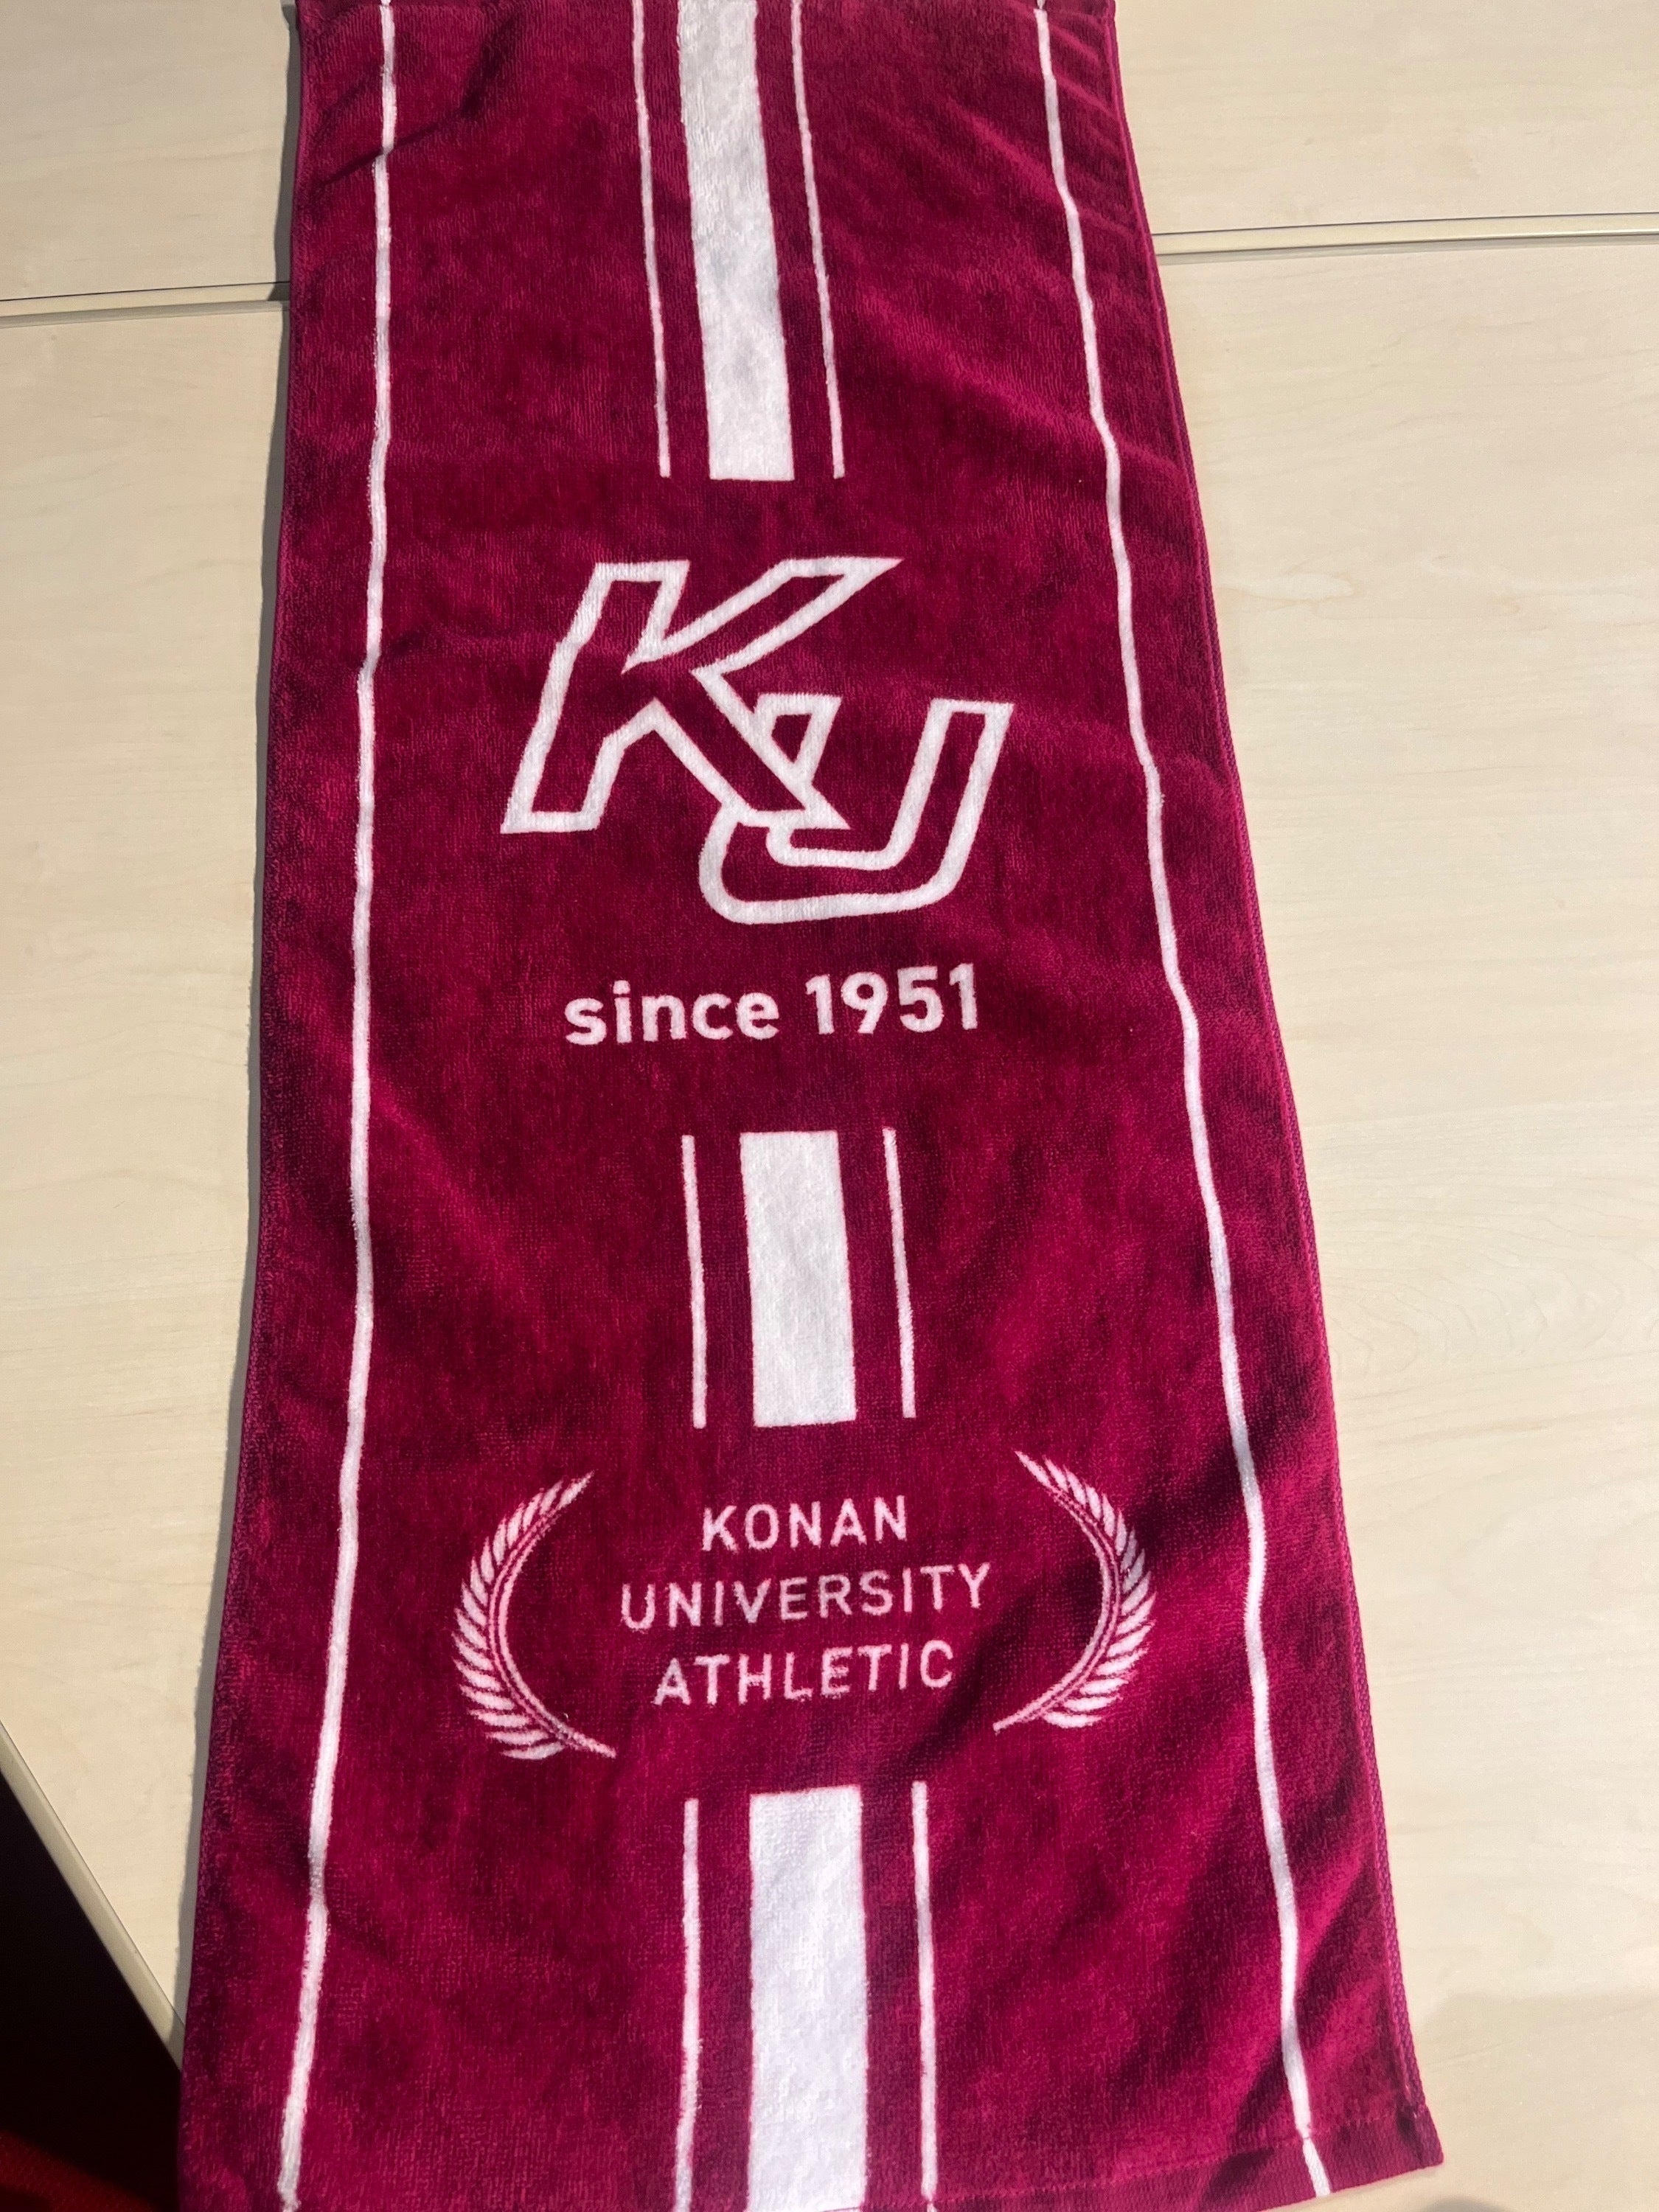 KU
since 1951
KONAN
UNIVERSITY
ATHLETIC